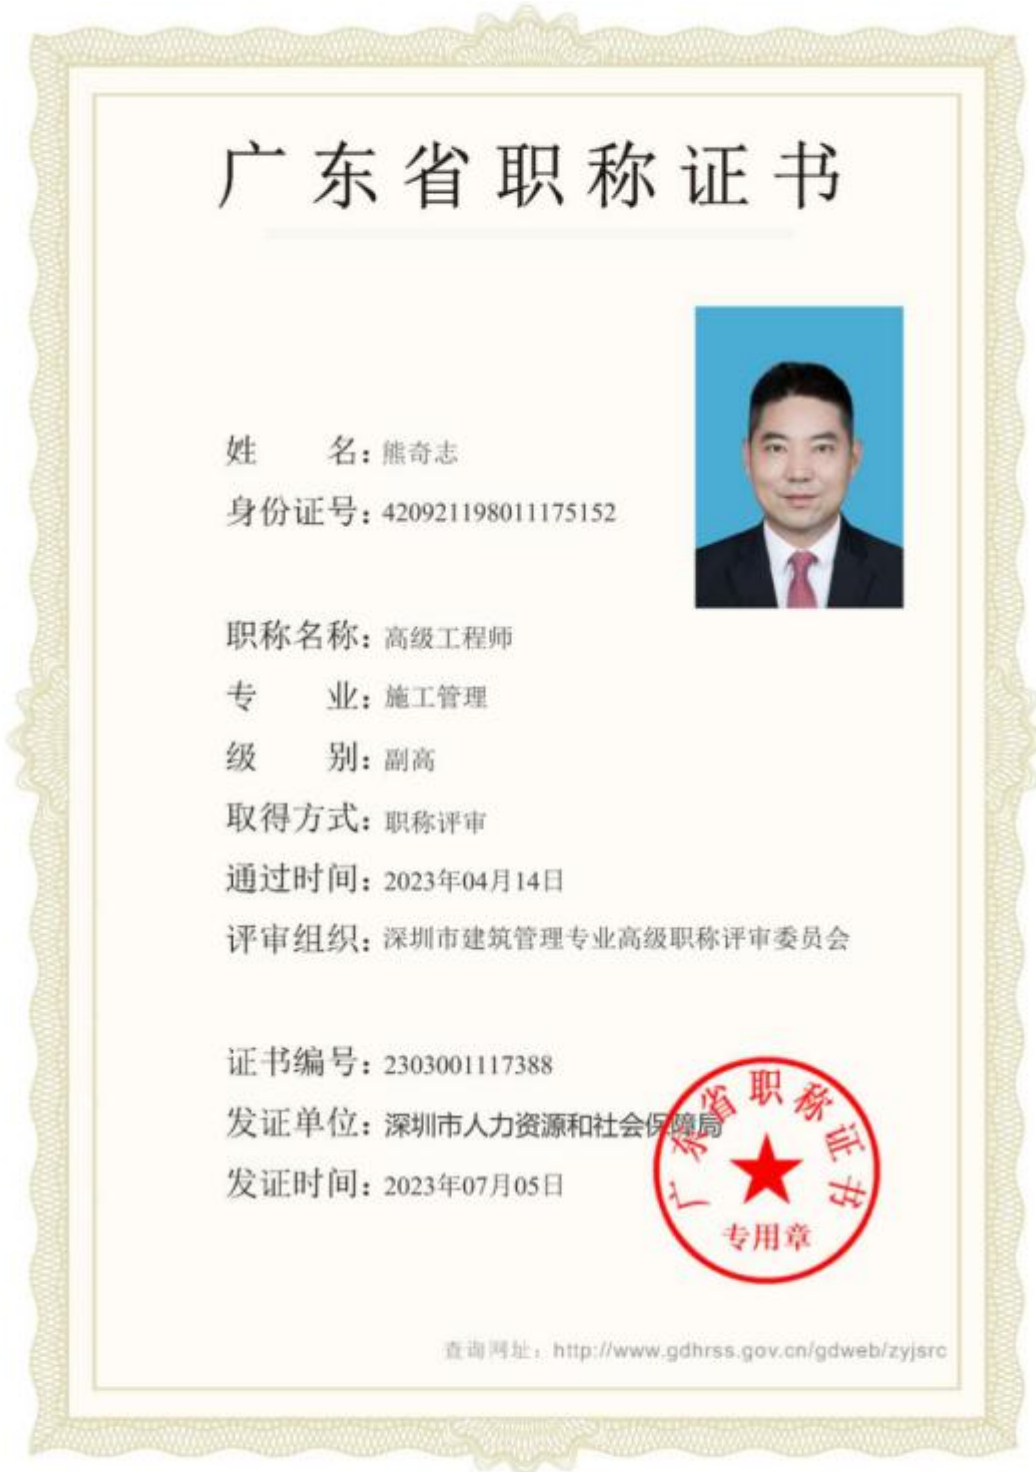 广东省职称证书
姓 名：熊奇志
身份证号：420921198011175152
职称名称：高级工程师
专 业：施工管理
级 别：副高
取得方式：职称评审
通过时间：2023年04月14日
评审组织：深圳市建筑管理专业高级职称评审委员会
证书编号：2303001117388
发证单位：深圳市人力资源和社会保障局
发证时间：2023年07月05日
广东省职称证书
专用章
查询网址：http://www.gdhrss.gov.cn/gdweb/zyjsrc